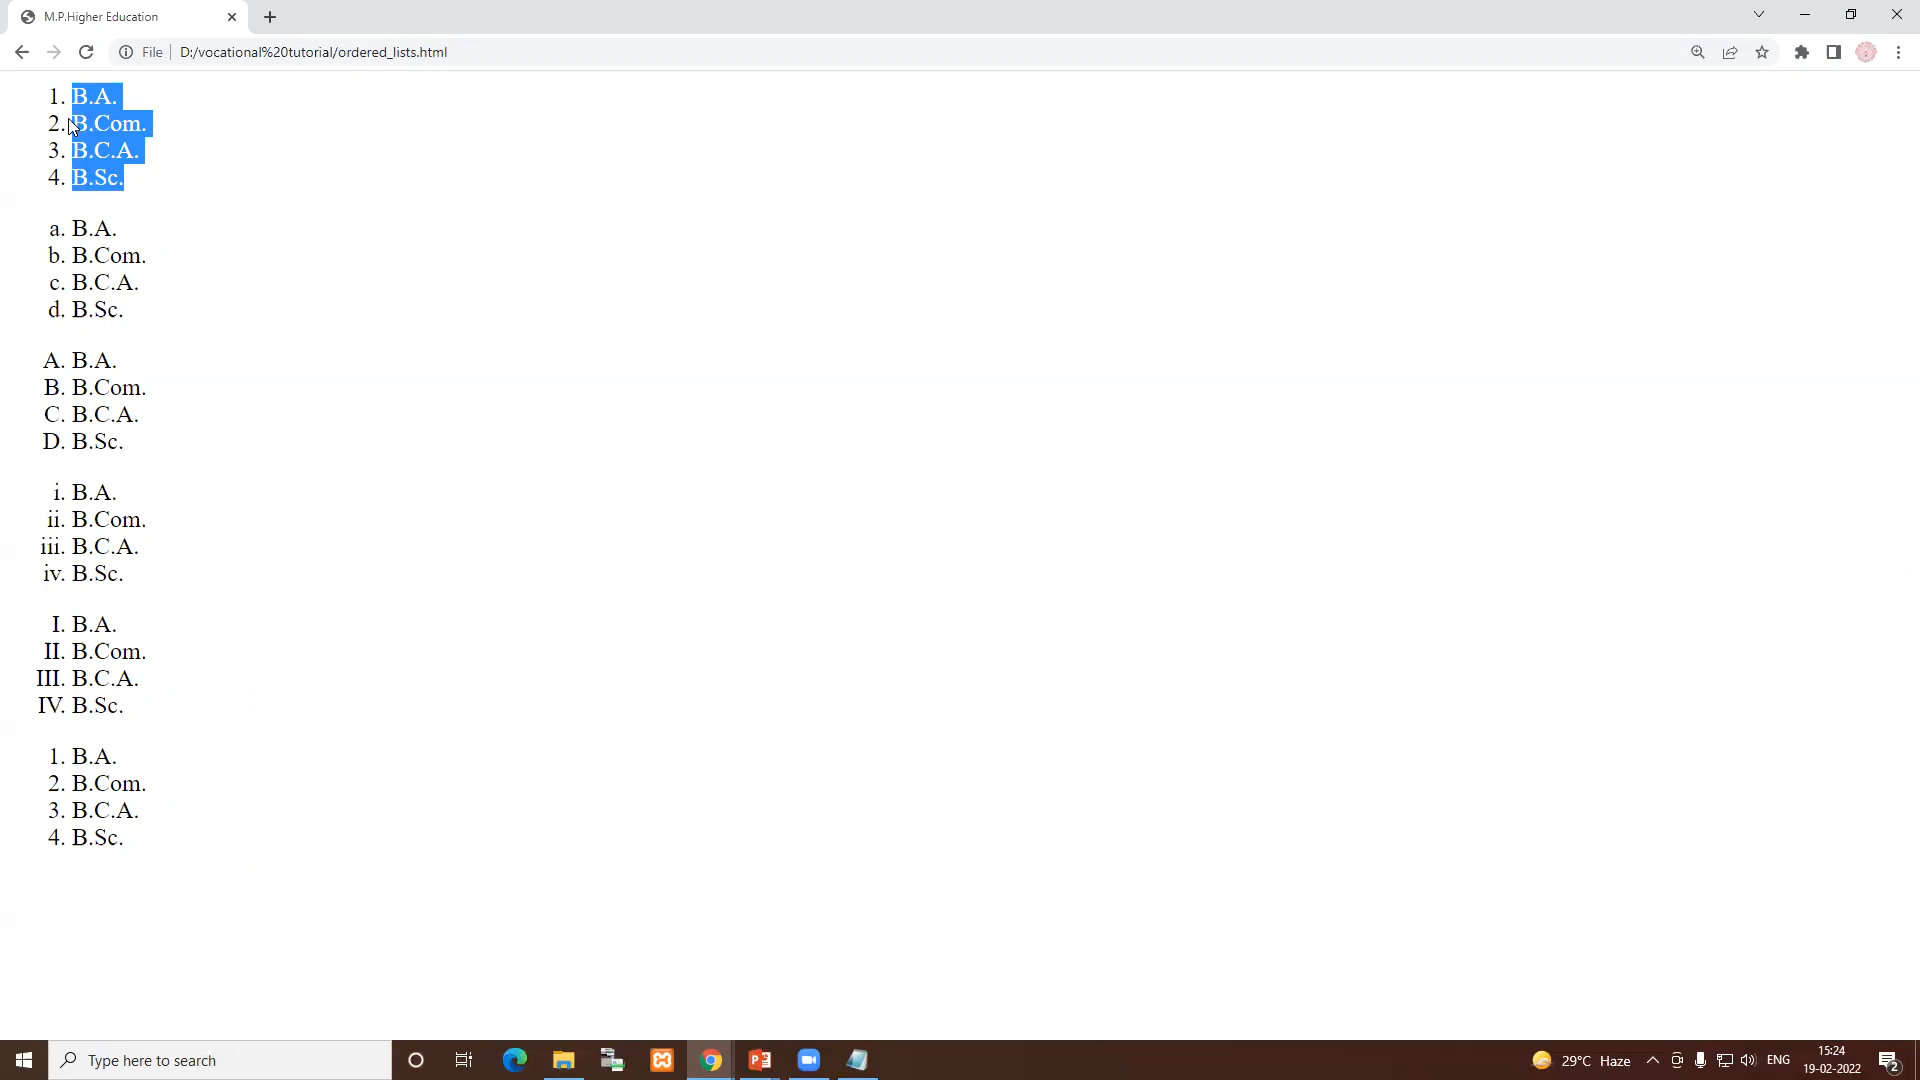 M.P.Higher Education
File
D:/vocational%20tutorial/ordered_lists.html
1. B.A.
2. B.Com.
3. B.C.A.
4. B.Sc.
a. B.A.
b. B.Com.
c. B.C.A.
d. B.Sc.
A. B.A.
B. B.Com.
C. B.C.A.
D. B.Sc.
i. B.A.
ii. B.Com.
iii. B.C.A.
iv. B.Sc.
I. B.A.
II. B.Com.
III. B.C.A.
IV. B.Sc.
1. B.A.
2. B.Com.
3. B.C.A.
4. B.Sc.
Type here to search
29°C Haze
ENG
15:24
19-02-2022
2